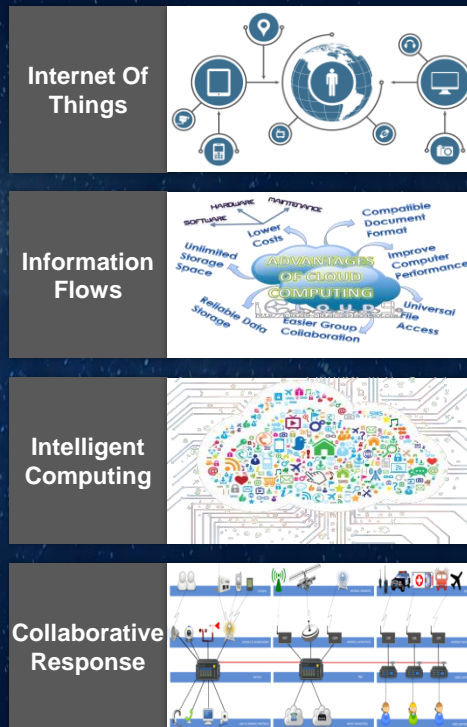 Internet Of
Things
Information
Flows
HARDWARE
MAINTENANCE
SOFTWARE
Lower
Costs
Compatible
Document
Format
Unlimited
Storage
Space
ADVANTAGES
OF CLOUD
COMPUTING
Improve
Computer
Performance
Reliable Data
Storage
Easier Group
Collaboration
Universal
File
Access
Intelligent
Computing
Collaborative
Response